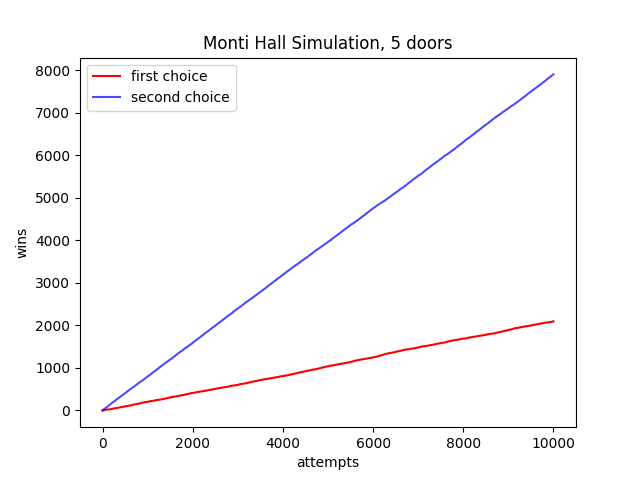 Monti Hall Simulation, 5 doors
first choice
second choice
wins
8000
7000
6000
5000
4000
3000
2000
1000
0
0 2000 4000 6000 8000 10000
attempts